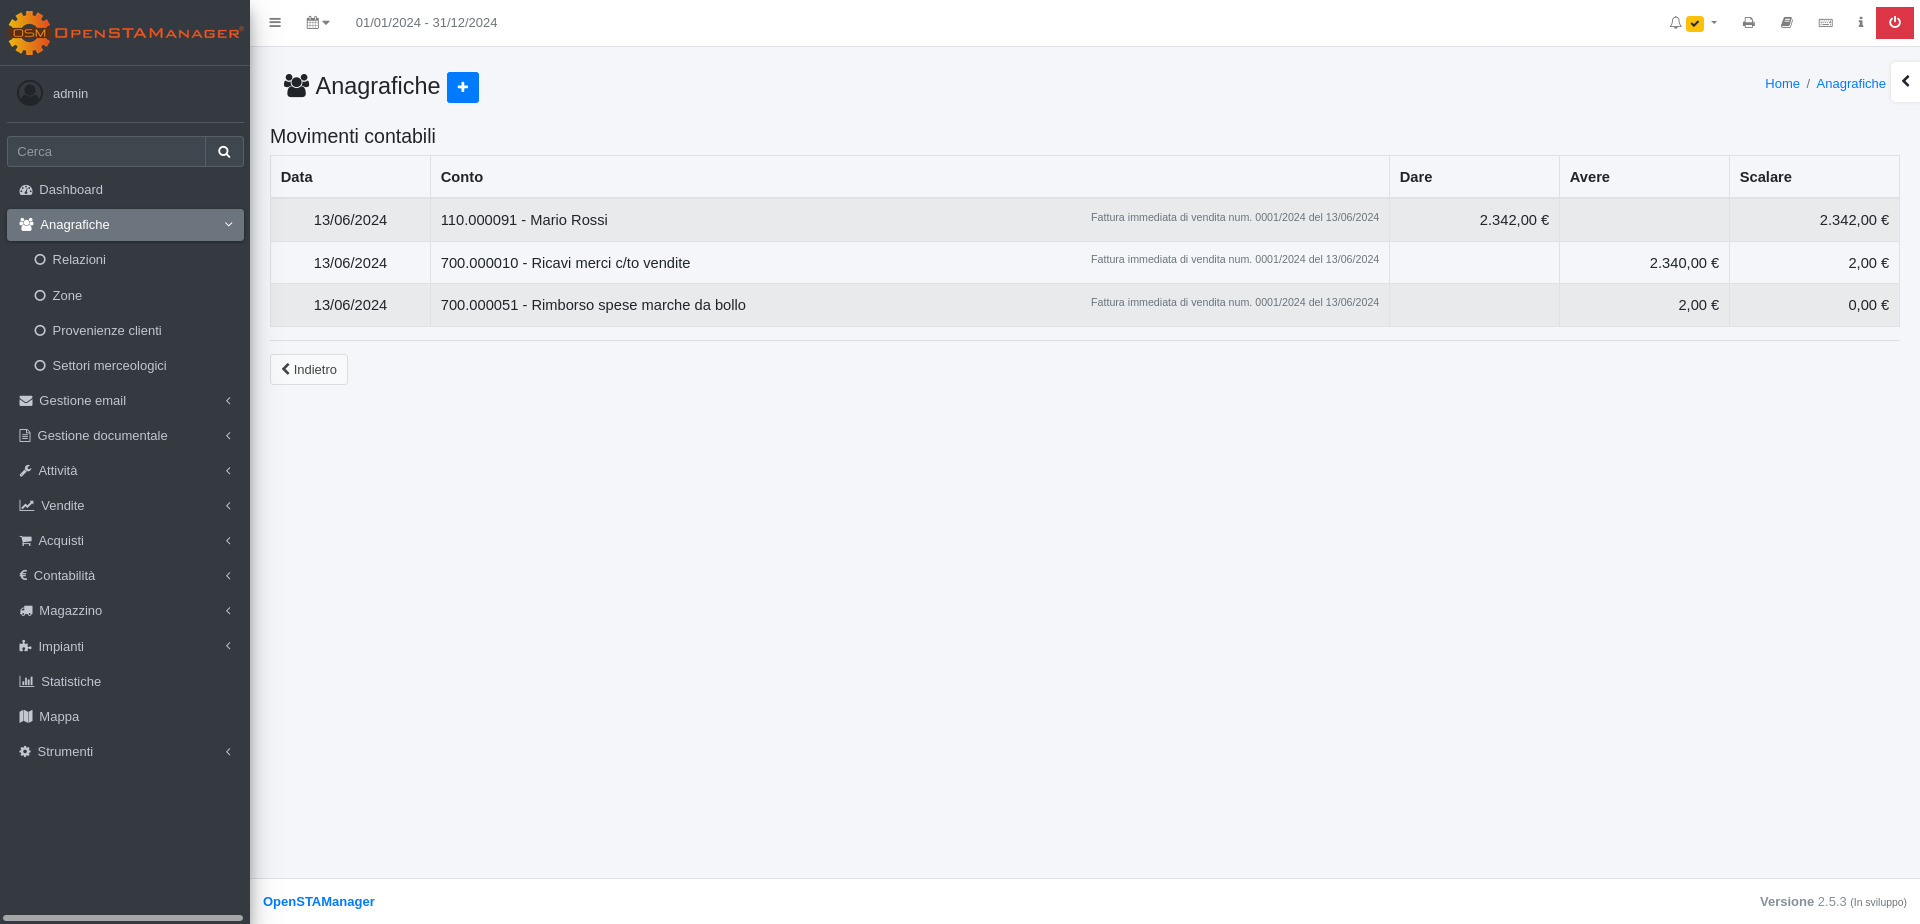 OSM OpenSTAManager®
01/01/2024 - 31/12/2024
admin
Cerca
Dashboard
Anagrafiche
Relazioni
Zone
Provenienze clienti
Settori merceologici
Gestione email
Gestione documentale
Attività
Vendite
Acquisti
Contabilità
Magazzino
Impianti
Statistiche
Mappa
Strumenti
Anagrafiche
Home / Anagrafiche
Movimenti contabili
Data Conto Dare Avere Scalare
13/06/2024 110.000091 - Mario Rossi Fattura immediata di vendita num. 0001/2024 del 13/06/2024 2.342,00 € 2.342,00 €
13/06/2024 700.000010 - Ricavi merci c/to vendite Fattura immediata di vendita num. 0001/2024 del 13/06/2024 2.340,00 € 2,00 €
13/06/2024 700.000051 - Rimborso spese marche da bollo Fattura immediata di vendita num. 0001/2024 del 13/06/2024 2,00 € 0,00 €
Indietro
OpenSTAManager
Versione 2.5.3 (In sviluppo)